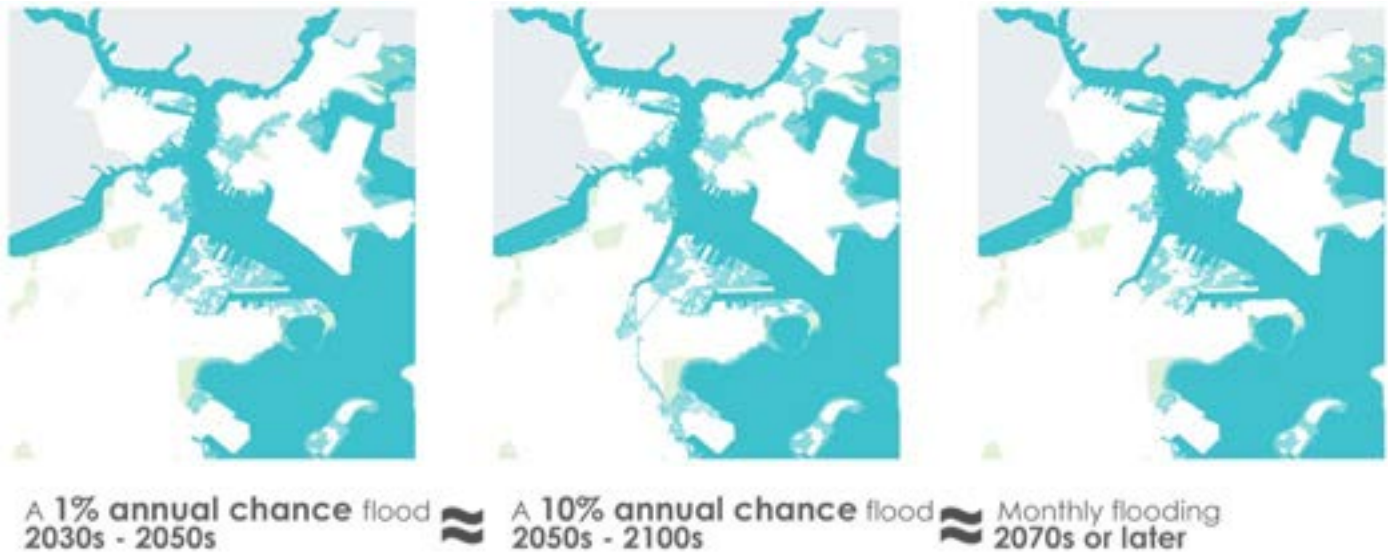 A 1% annual chance flood
2030s - 2050s
≈
A 10% annual chance flood
2050s - 2100s
≈
Monthly flooding
2070s or later